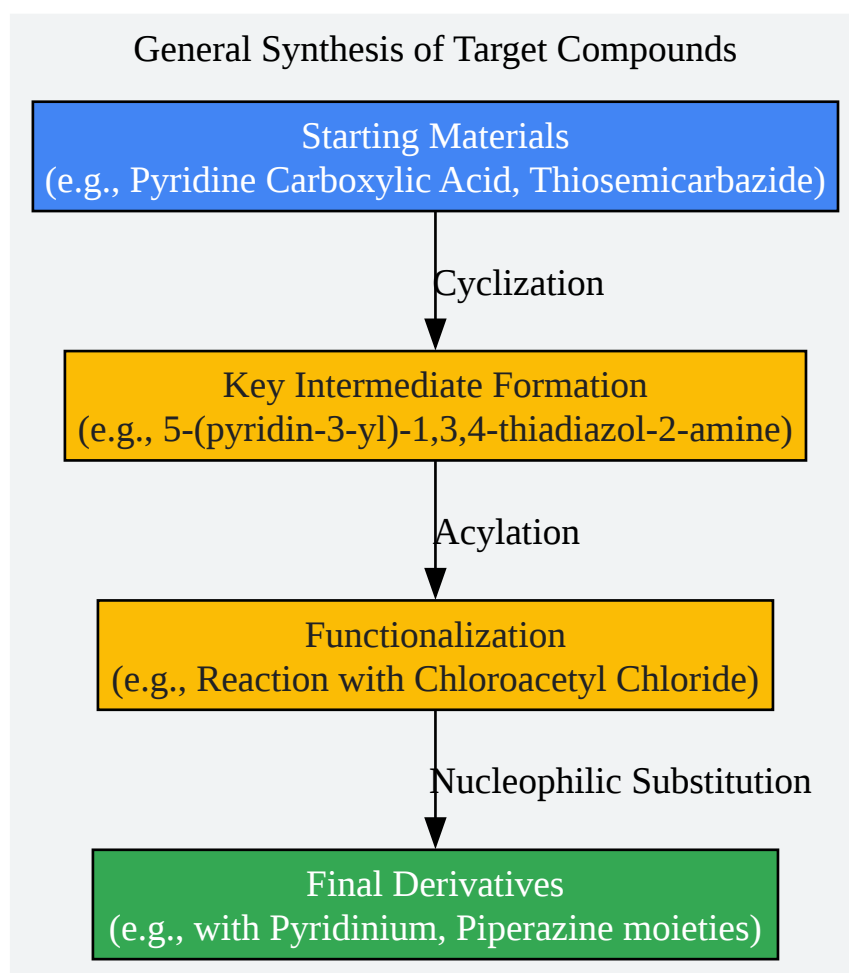 General Synthesis of Target Compounds
Starting Materials
(e.g., Pyridine Carboxylic Acid, Thiosemicarbazide)
Cyclization
Key Intermediate Formation
(e.g., 5-(pyridin-3-yl)-1,3,4-thiadiazol-2-amine)
Acylation
Functionalization
(e.g., Reaction with Chloroacetyl Chloride)
Nucleophilic Substitution
Final Derivatives
(e.g., with Pyridinium, Piperazine moieties)